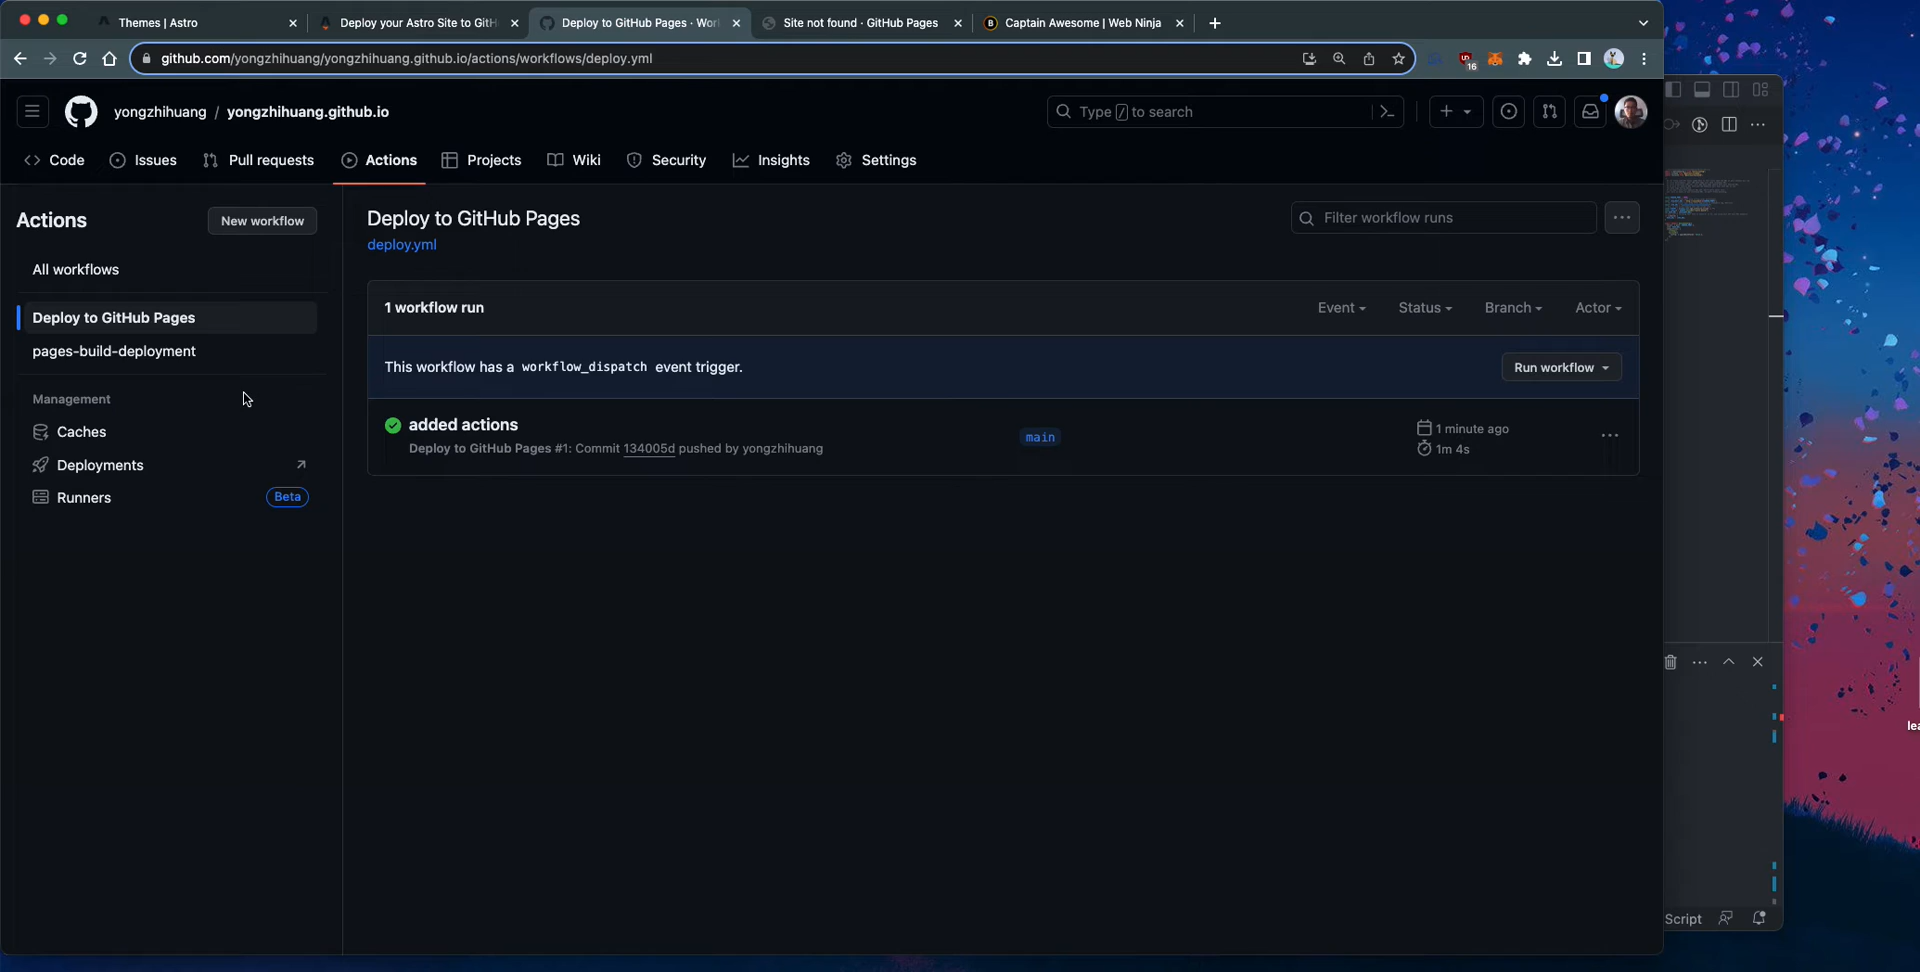 Themes | Astro
Deploy your Astro Site to GitH
Deploy to GitHub Pages · Wor
Site not found · GitHub Pages
Captain Awesome | Web Ninja
github.com/yongzhihuang/yongzhihuang.github.io/actions/workflows/deploy.yml
16
yongzhihuang / yongzhihuang.github.io
Type / to search
Code
Issues
Pull requests
Actions
Projects
Wiki
Security
Insights
Settings
Actions
New workflow
All workflows
Deploy to GitHub Pages
pages-build-deployment
Management
Caches
Deployments
Runners
Beta
Deploy to GitHub Pages
deploy.yml
Filter workflow runs
1 workflow run
Event
Status
Branch
Actor
This workflow has a workflow_dispatch event trigger.
Run workflow
added actions
Deploy to GitHub Pages #1: Commit 134005d pushed by yongzhihuang
main
1 minute ago
1m 4s
Script
lea